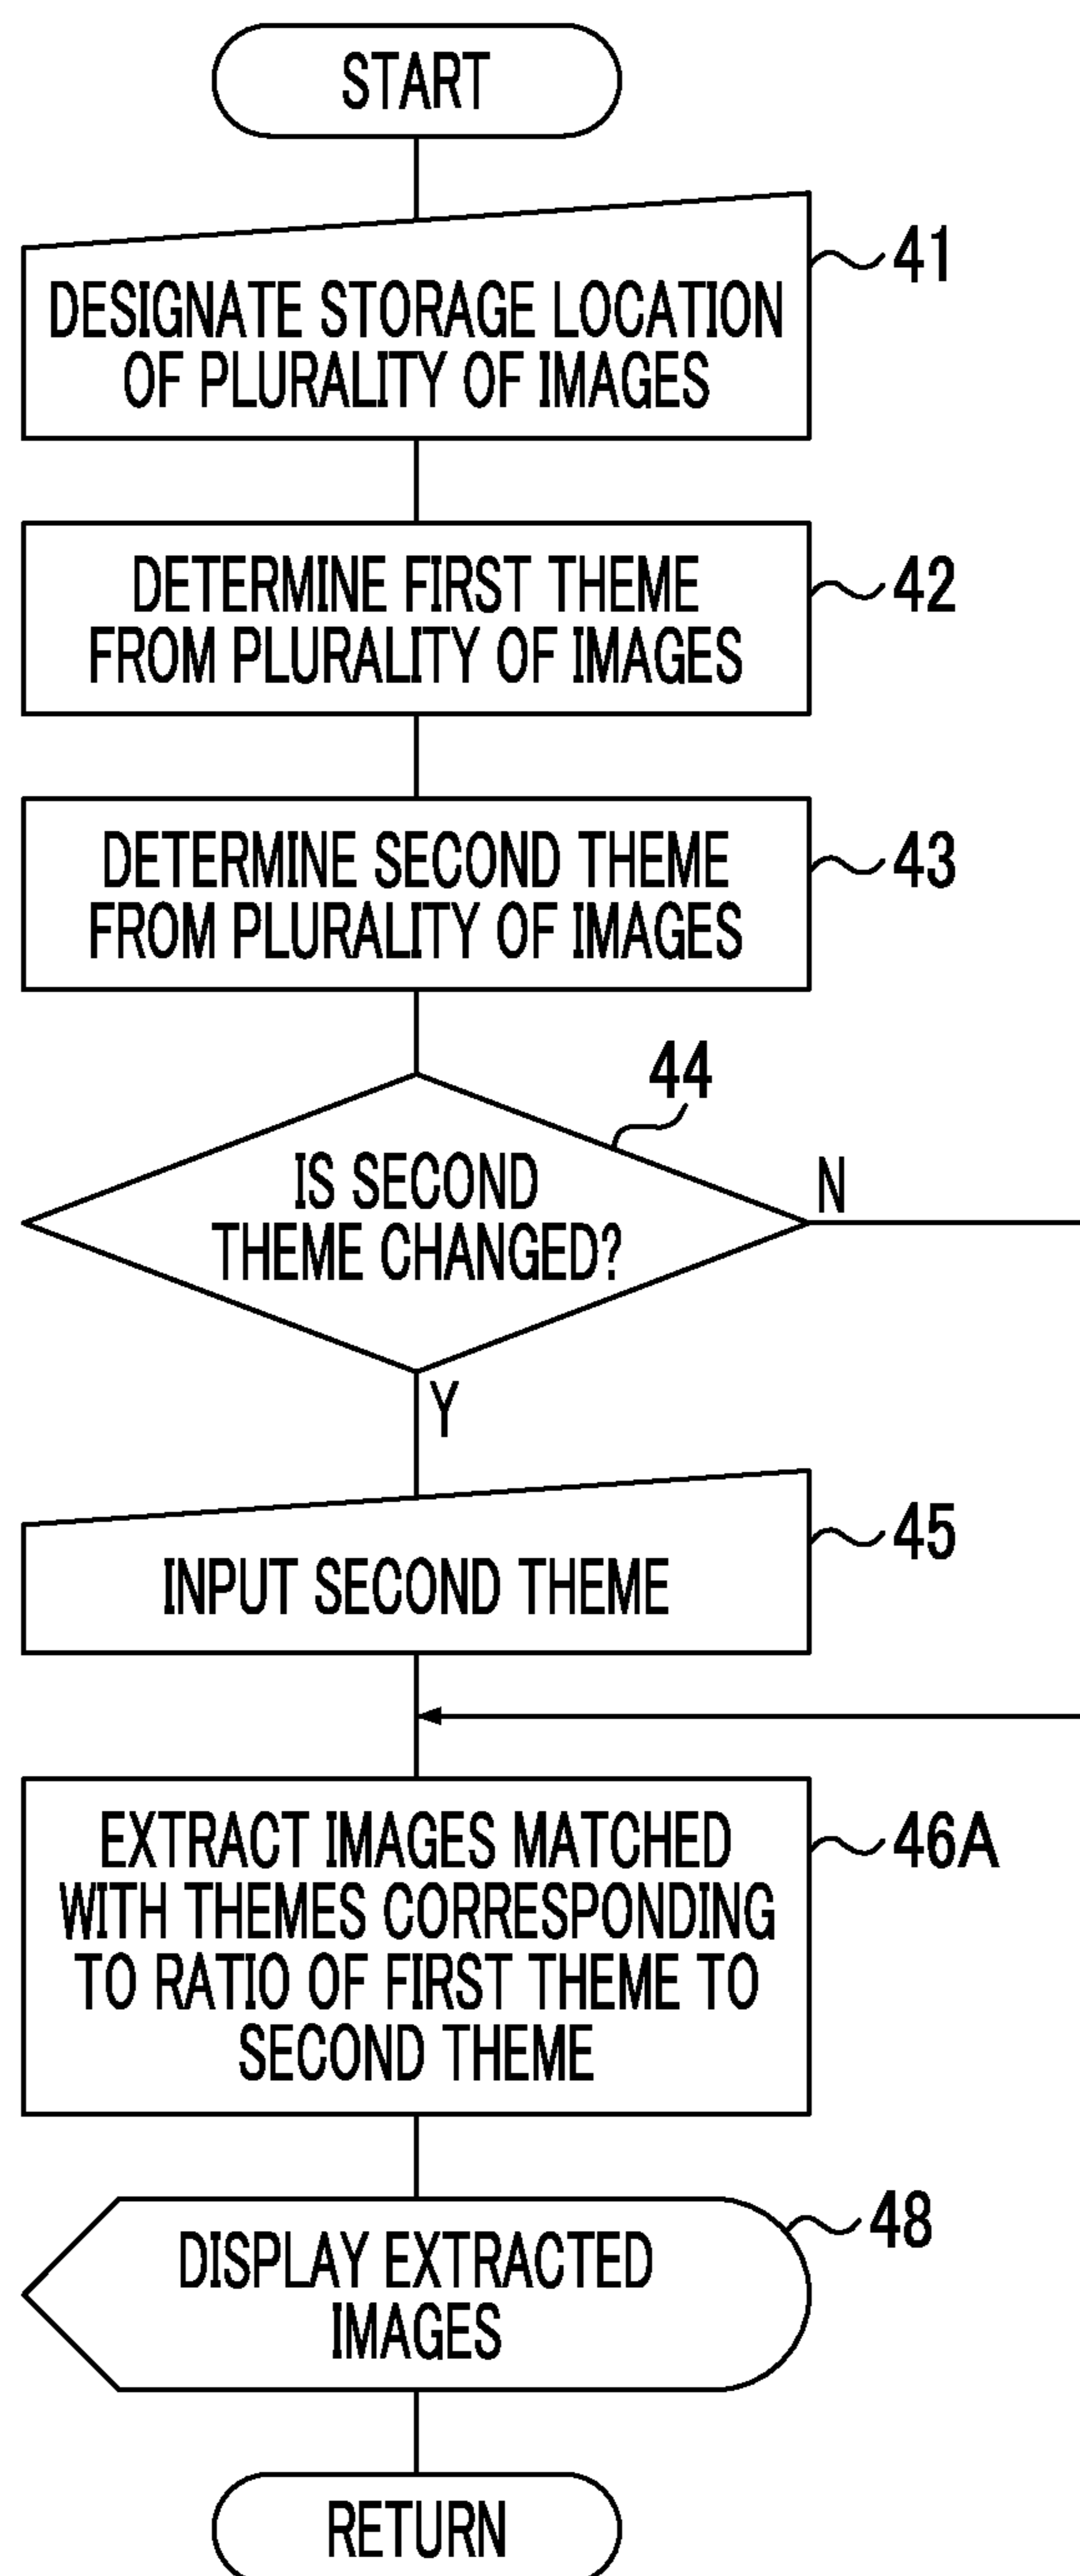 START
DESIGNATE STORAGE LOCATION
OF PLURALITY OF IMAGES
41
DETERMINE FIRST THEME
FROM PLURALITY OF IMAGES
42
DETERMINE SECOND THEME
FROM PLURALITY OF IMAGES
43
44
IS SECOND
THEME CHANGED?
N
Y
INPUT SECOND THEME
45
EXTRACT IMAGES MATCHED
WITH THEMES CORRESPONDING
TO RATIO OF FIRST THEME TO
SECOND THEME
46A
DISPLAY EXTRACTED
IMAGES
48
RETURN